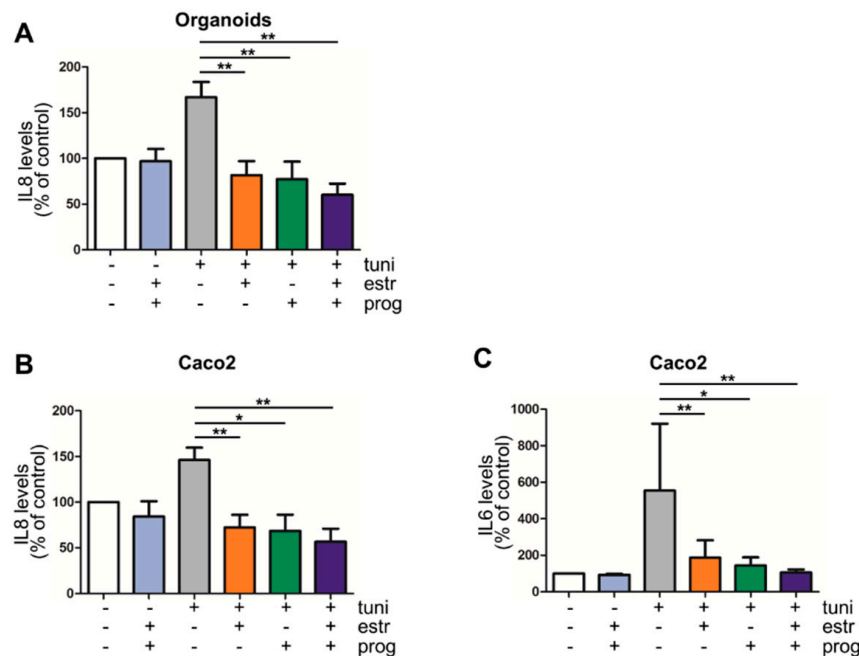 A
Organoids
**
**
**
IL8 levels
(% of control)
200
150
100
50
0
- - + + + + tuni
- + - + - + estr
- + - - + + prog
B
Caco2
**
*
**
IL8 levels
(% of control)
200
150
100
50
0
- - + + + + tuni
- + - + - + estr
- + - - + + prog
C
Caco2
**
*
**
IL6 levels
(% of control)
1000
800
600
400
200
0
- - + + + + tuni
- + - + - + estr
- + - - + + prog